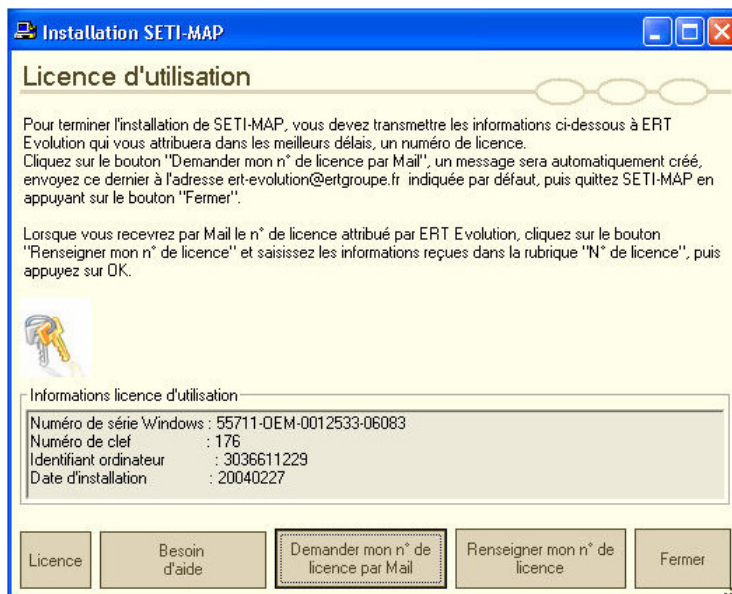 Installation SETI-MAP
Licence d'utilisation
Pour terminer l'installation de SETI-MAP, vous devez transmettre les informations ci-dessous à ERT
Evolution qui vous attribuera dans les meilleurs délais, un numéro de licence.
Cliquez sur le bouton "Demander mon n° de licence par Mail", un message sera automatiquement créé,
envoyez ce dernier à l'adresse ert-evolution@ertgroupe.fr indiquée par défaut, puis quittez SETI-MAP en
appuyant sur le bouton "Fermer".
Lorsque vous recevrez par Mail le n° de licence attribué par ERT Evolution, cliquez sur le bouton
"Renseigner mon n° de licence" et saisissez les informations reçues dans la rubrique "N° de licence", puis
appuyez sur OK.
Informations licence d'utilisation
Numéro de série Windows : 55711-OEM-0012533-06083
Numéro de clef : 176
Identifiant ordinateur : 3036611229
Date d'installation : 20040227
Licence
Besoin
d'aide
Demander mon n° de
licence par Mail
Renseigner mon n° de
licence
Fermer